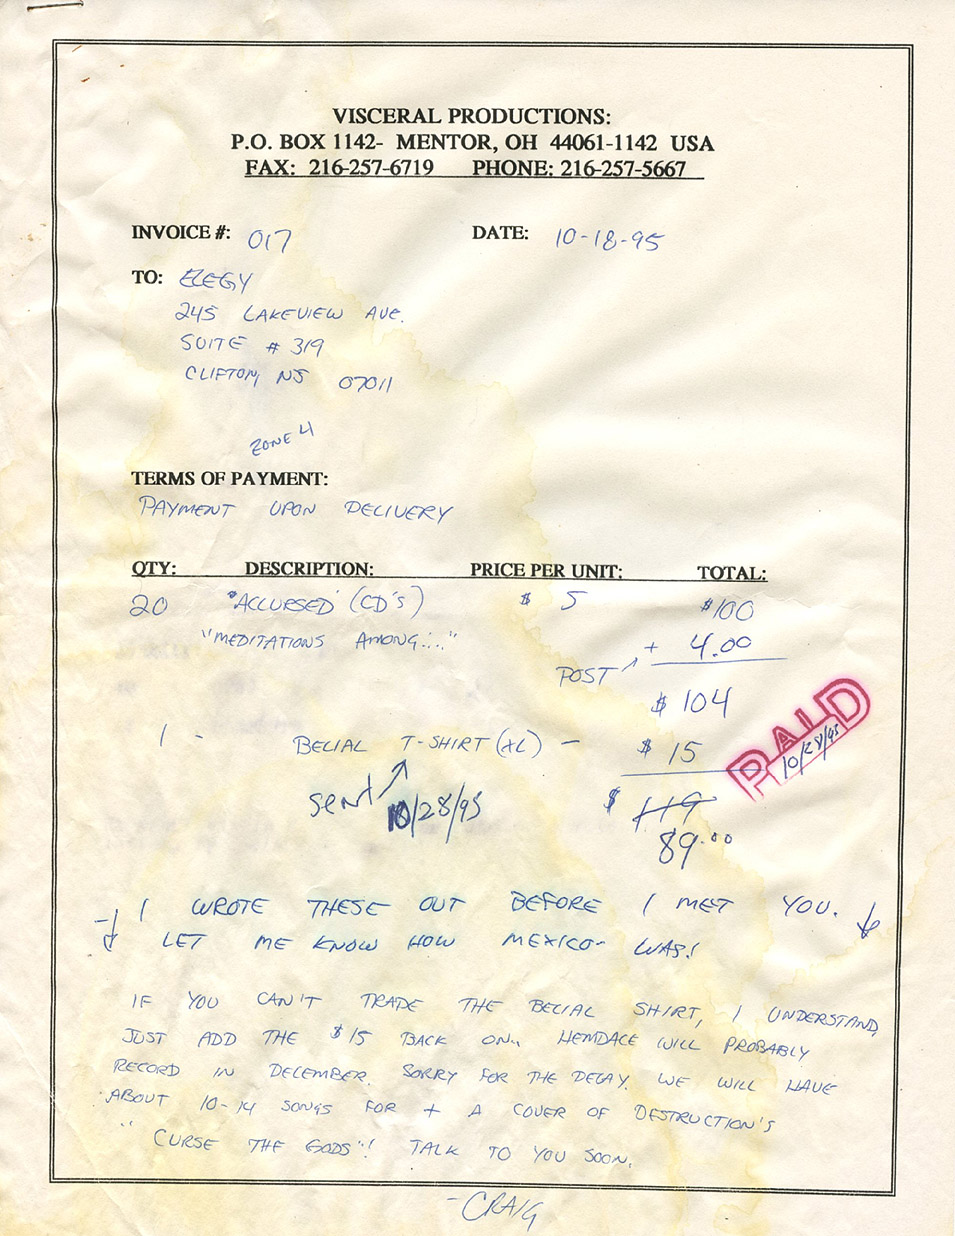 VISCERAL PRODUCTIONS:
P.O. BOX 1142- MENTOR, OH 44061-1142 USA
FAX: 216-257-6719 PHONE: 216-257-5667
INVOICE #: 017 DATE: 10-18-95
TO: ELEGY
245 LAKEVIEW AVE.
SUITE # 319
CLIFTON, NJ 07011
ZONE 4
TERMS OF PAYMENT:
PAYMENT UPON DELIVERY
QTY: DESCRIPTION: PRICE PER UNIT: TOTAL:
20 "ACCURSED" (CD'S) $ 5 $100
"MEDITATIONS AMONG...." + 4.00
POST
$ 104
PAID
10/28/95
1 - BELIAL T-SHIRT (XL) - $ 15
sent 10/28/95
$ 119
89.00
I WROTE THESE OUT BEFORE I MET YOU.
LET ME KNOW HOW MEXICO WAS!
IF YOU CAN'T TRADE THE BELIAL SHIRT, I UNDERSTAND,
JUST ADD THE $15 BACK ON.. HEMDALE WILL PROBABLY
RECORD IN DECEMBER. SORRY FOR THE DELAY. WE WILL HAVE
ABOUT 10-14 SONGS FOR + A COVER OF DESTRUCTION'S
"CURSE THE GODS"! TALK TO YOU SOON.
-CRAIG